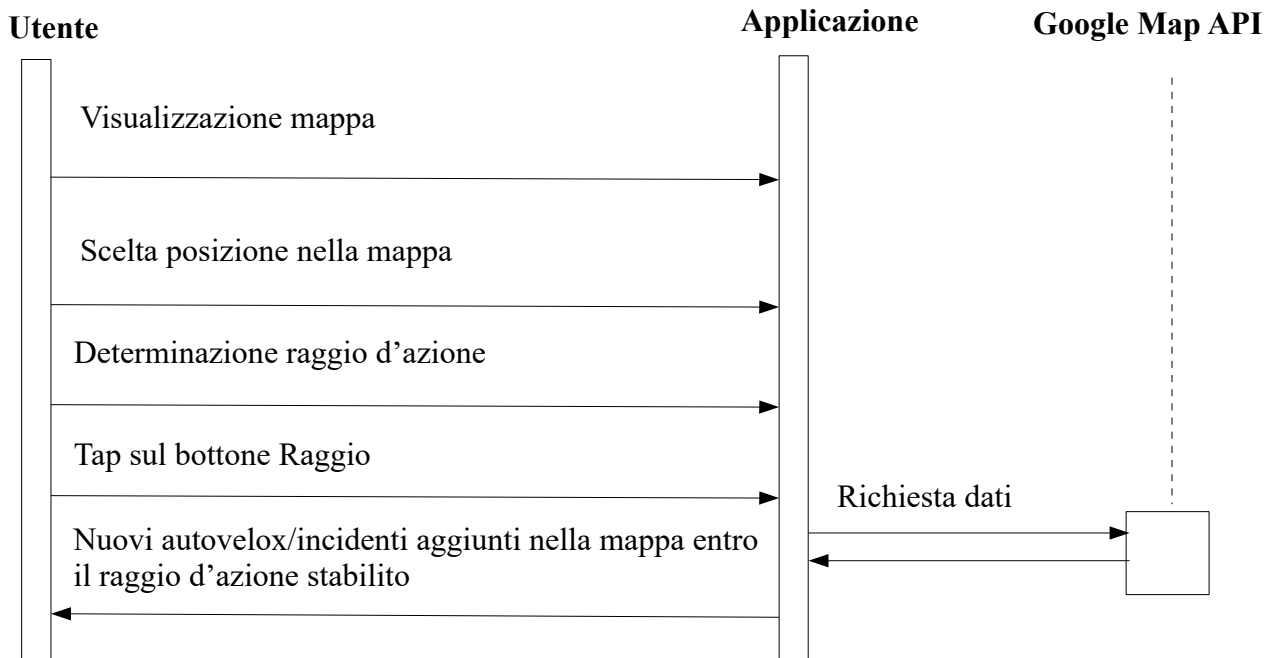 Utente
Applicazione
Google Map API
Visualizzazione mappa
Scelta posizione nella mappa
Determinazione raggio d’azione
Tap sul bottone Raggio
Richiesta dati
Nuovi autovelox/incidenti aggiunti nella mappa entro
il raggio d’azione stabilito